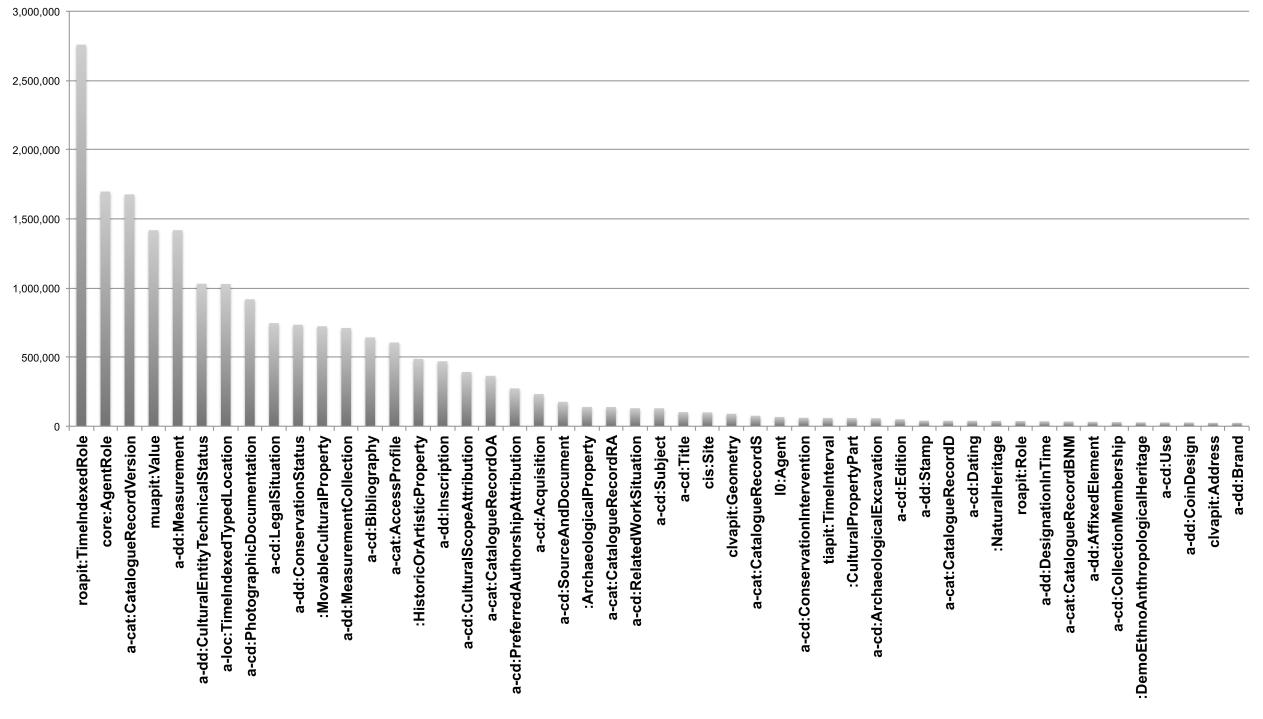 3,000,000
2,500,000
2,000,000
1,500,000
1,000,000
500,000
0
roapit:TimeIndexedRole
core:AgentRole
a-cat:CatalogueRecordVersion
muapit:Value
a-dd:Measurement
a-dd:CulturalEntityTechnicalStatus
a-loc:TimeIndexedTypedLocation
a-cd:PhotographicDocumentation
a-cd:LegalSituation
a-dd:ConservationStatus
:MovableCulturalProperty
a-dd:MeasurementCollection
a-cd:Bibliography
a-cat:AccessProfile
:HistoricOrArtisticProperty
a-dd:Inscription
a-cd:CulturalScopeAttribution
a-cat:CatalogueRecordOA
a-cd:PreferredAuthorshipAttribution
a-cd:Acquisition
a-cd:SourceAndDocument
:ArchaeologicalProperty
a-cat:CatalogueRecordRA
a-cd:RelatedWorkSituation
a-cd:Subject
a-cd:Title
cis:Site
clvapit:Geometry
a-cat:CatalogueRecordS
l0:Agent
a-cd:ConservationIntervention
tiapit:TimeInterval
:CulturalPropertyPart
a-cd:ArchaeologicalExcavation
a-cd:Edition
a-dd:Stamp
a-cat:CatalogueRecordD
a-cd:Dating
:NaturalHeritage
roapit:Role
a-dd:DesignationInTime
a-cat:CatalogueRecordBNM
a-dd:AffixedElement
a-cd:CollectionMembership
:DemoEthnoAnthropologicalHeritage
a-cd:Use
a-dd:CoinDesign
clvapit:Address
a-dd:Brand